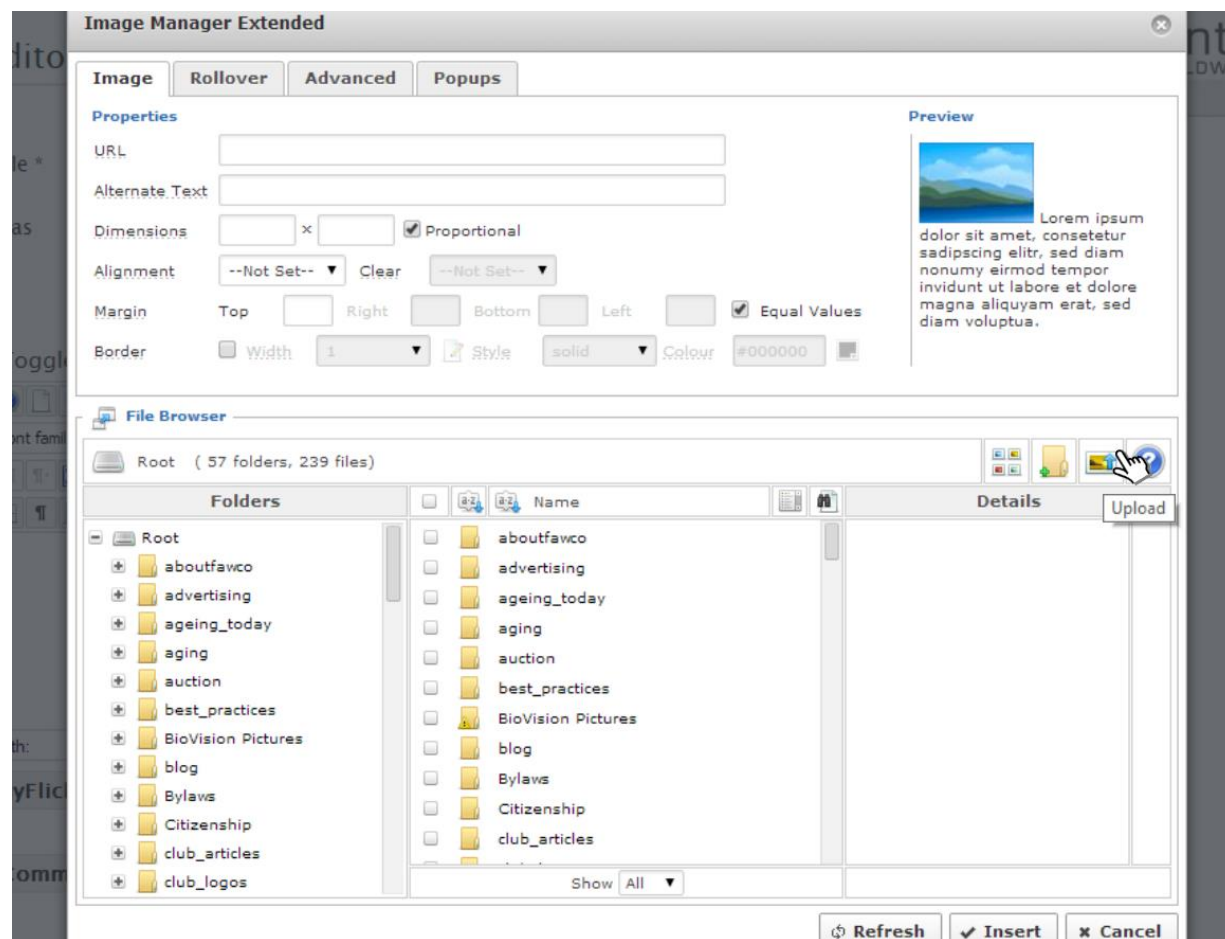 Image Manager Extended
Image Rollover Advanced Popups
Properties
Preview
URL
Alternate Text
Dimensions × Proportional
Alignment --Not Set-- Clear --Not Set--
Margin Top Right Bottom Left Equal Values
Border Width 1 Style solid Colour #000000
Lorem ipsum
dolor sit amet, consetetur
sadipscing elitr, sed diam
nonumy eirmod tempor
invidunt ut labore et dolore
magna aliquyam erat, sed
diam voluptua.
File Browser
Root ( 57 folders, 239 files)
Upload
Folders
Root
aboutfawco
advertising
ageing_today
aging
auction
best_practices
BioVision Pictures
blog
Bylaws
Citizenship
club_articles
club_logos
Name
aboutfawco
advertising
ageing_today
aging
auction
best_practices
BioVision Pictures
blog
Bylaws
Citizenship
club_articles
Show All
Details
Refresh Insert Cancel